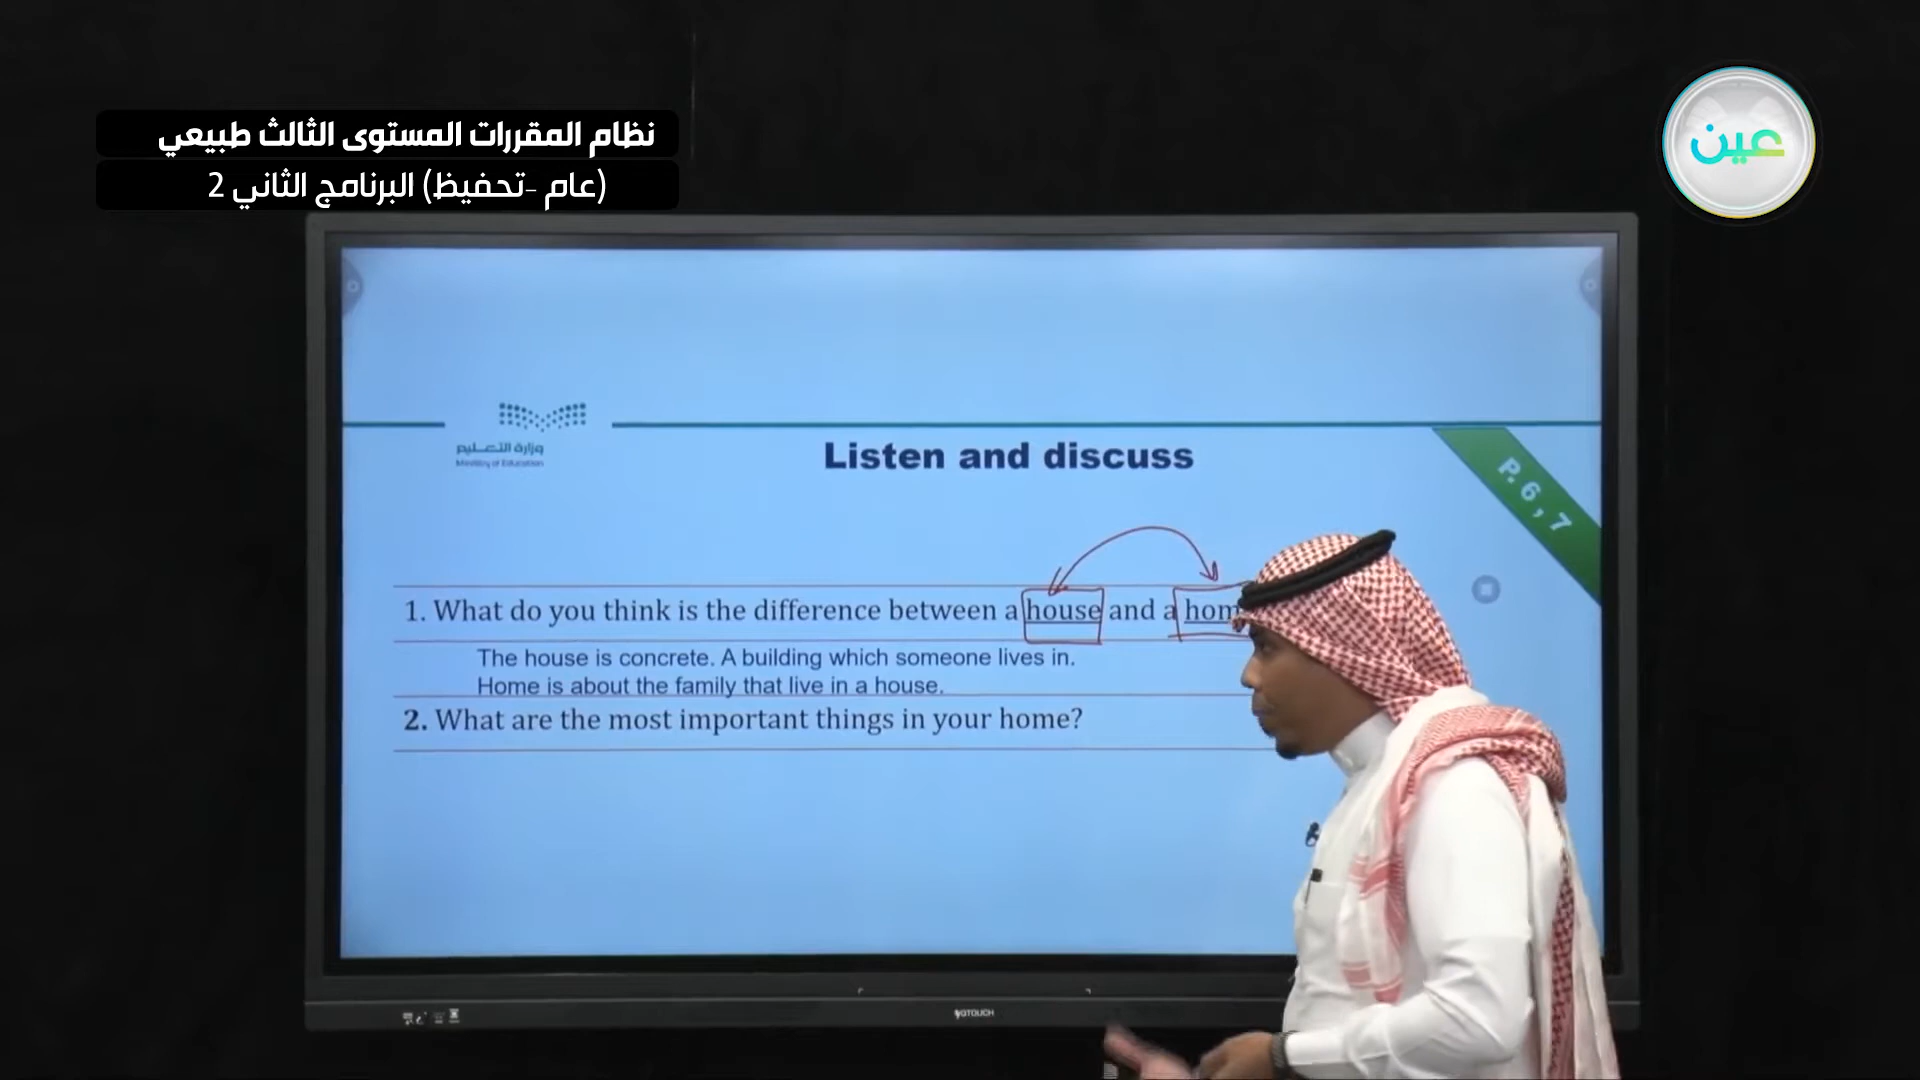 نظام المقررات المستوى الثالث طبيعي
(عام -تحفيظ) البرنامج الثاني 2
عين
وزارة التعليم
Ministry of Education
Listen and discuss
P. 6 , 7
1. What do you think is the difference between a house and a hom
The house is concrete. A building which someone lives in.
Home is about the family that live in a house.
2. What are the most important things in your home?